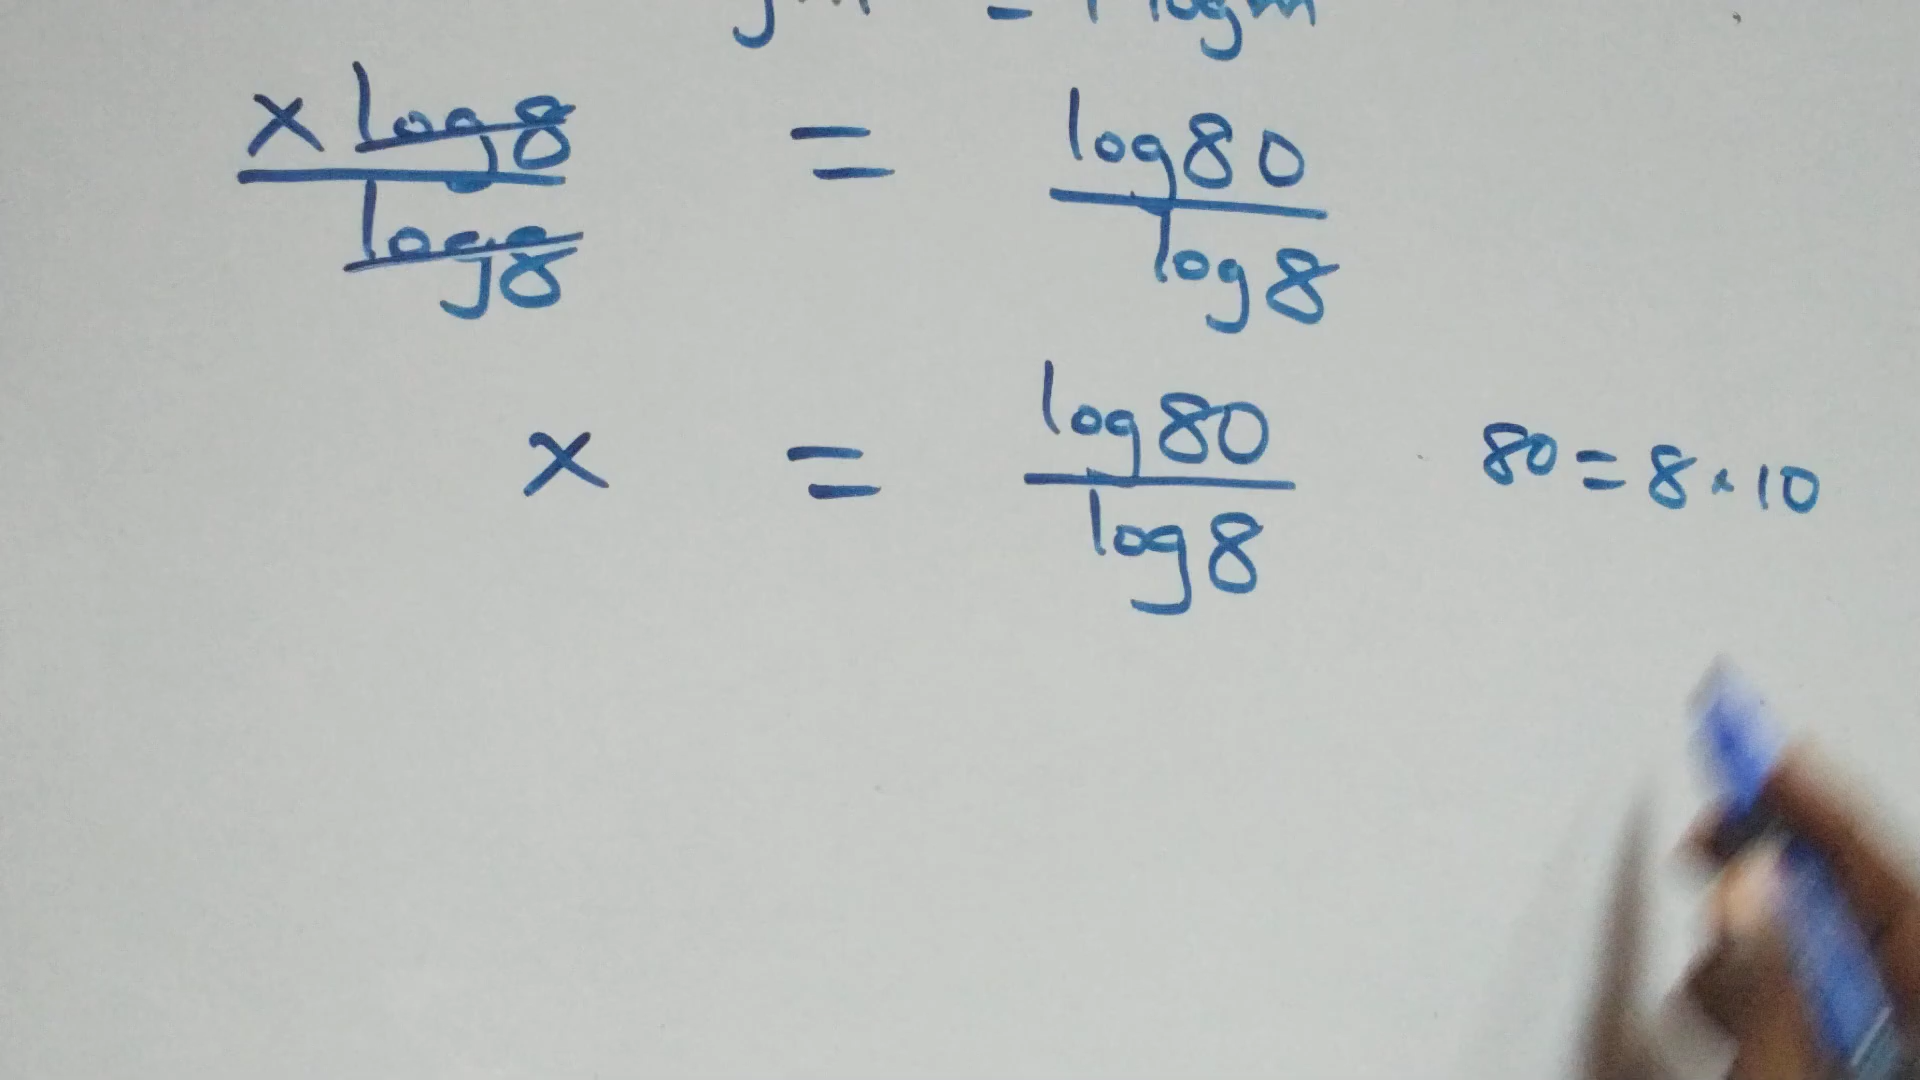 x log8 = log80
log8 log8
x = log80 80 = 8 × 10
log8